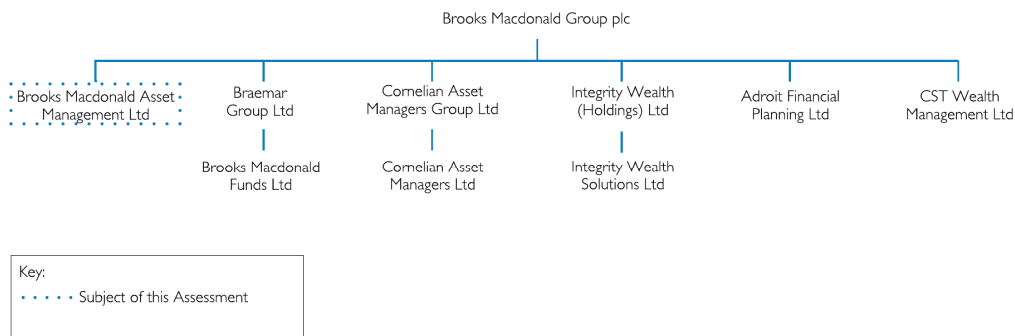 Brooks Macdonald Group plc
Brooks Macdonald Asset
Management Ltd
Braemar
Group Ltd
Cornelian Asset
Managers Group Ltd
Integrity Wealth
(Holdings) Ltd
Adroit Financial
Planning Ltd
CST Wealth
Management Ltd
Brooks Macdonald
Funds Ltd
Cornelian Asset
Managers Ltd
Integrity Wealth
Solutions Ltd
Key:
Subject of this Assessment